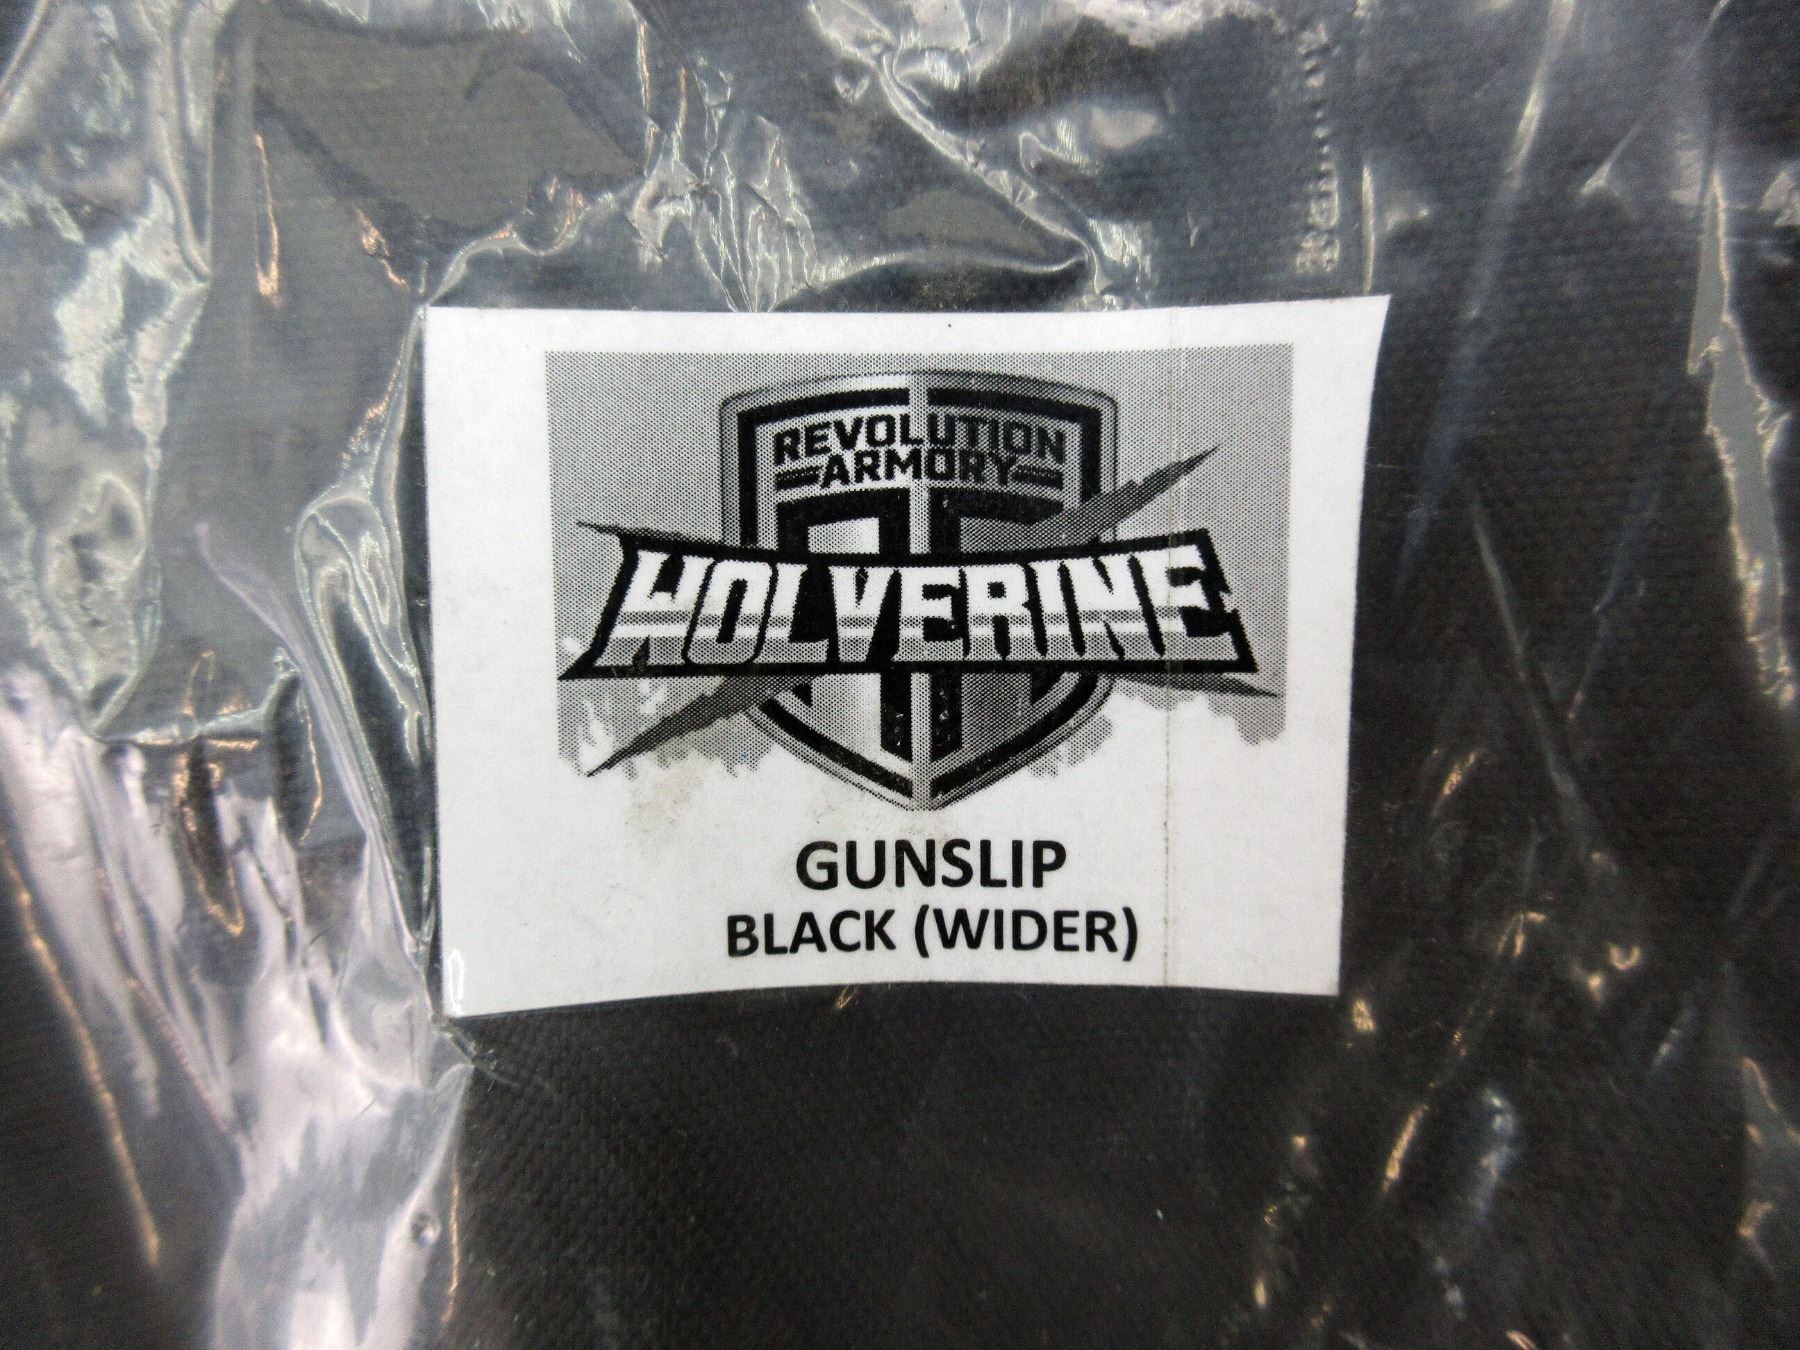 REVOLUTION
ARMORY
WOLVERINE
GUNSLIP
BLACK (WIDER)